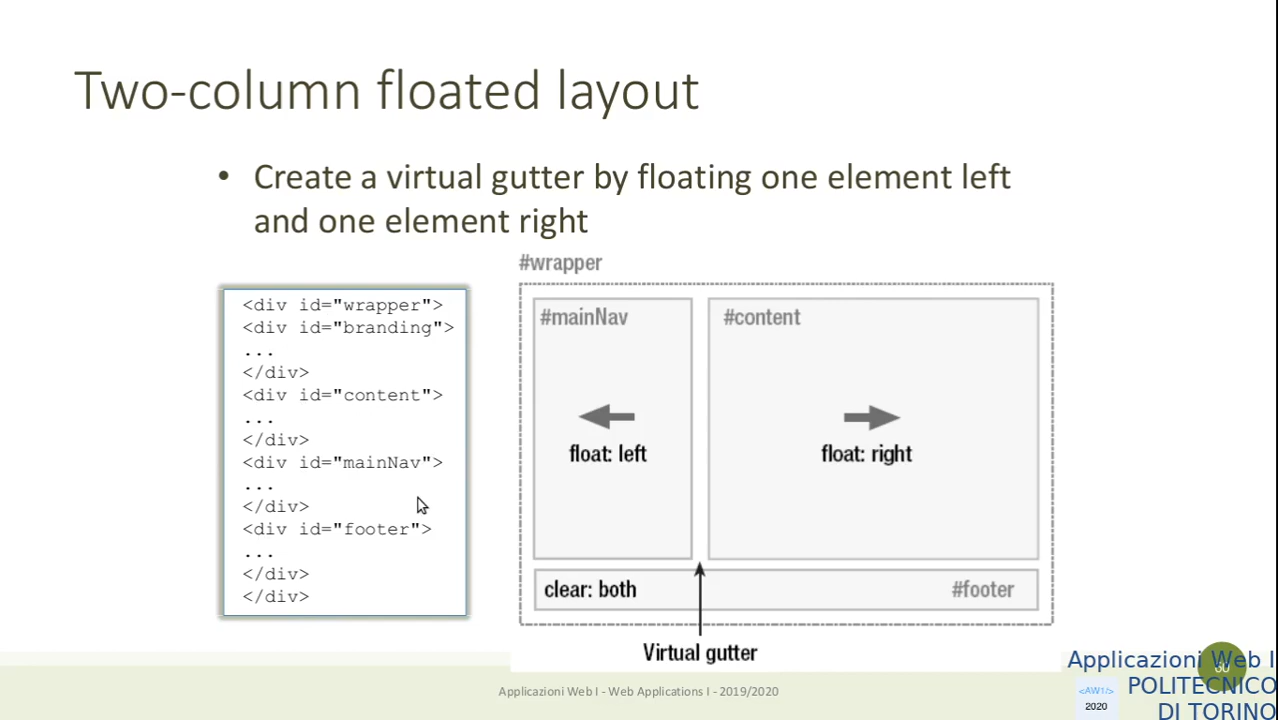 Two-column floated layout
• Create a virtual gutter by floating one element left
and one element right
<div id="wrapper">
<div id="branding">
...
</div>
<div id="content">
...
</div>
<div id="mainNav">
...
</div>
<div id="footer">
...
</div>
</div>
#wrapper
#mainNav
#content
float: left
float: right
clear: both
#footer
Virtual gutter
Applicazioni Web I - Web Applications I - 2019/2020
60
Applicazioni Web I
POLITECNICO
DI TORINO
<AW1/>
2020